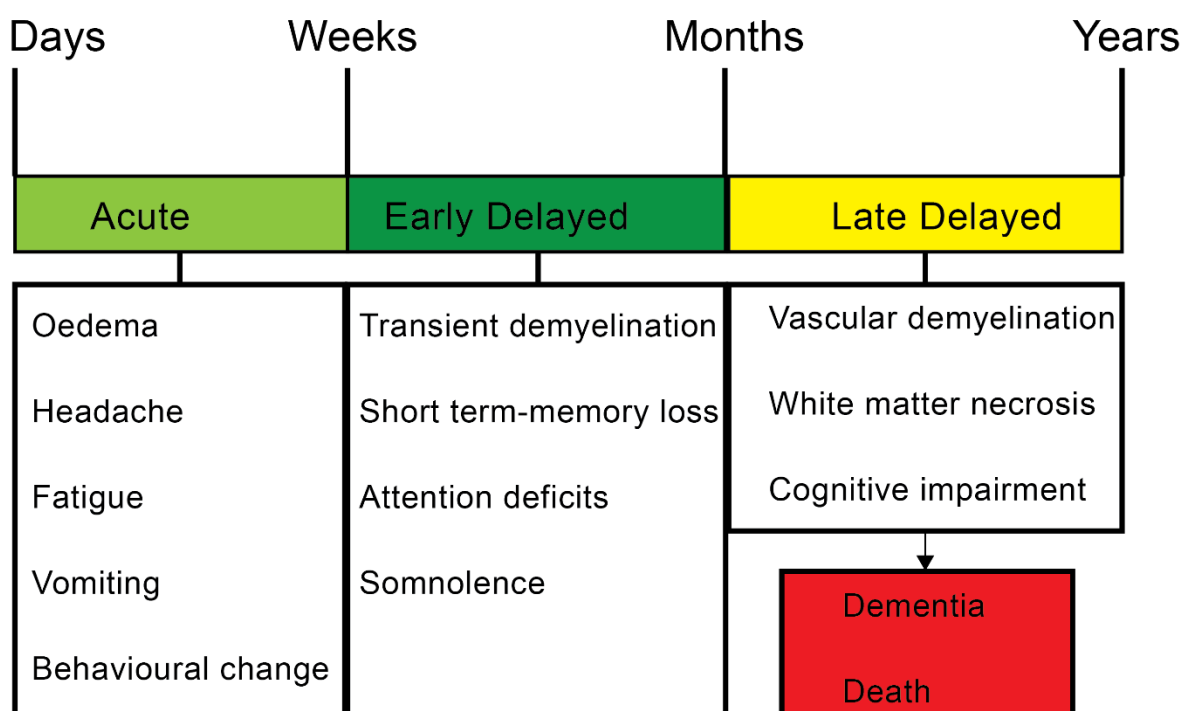 Days Weeks Months Years
Acute Early Delayed Late Delayed
Oedema
Headache
Fatigue
Vomiting
Behavioural change
Transient demyelination
Short term-memory loss
Attention deficits
Somnolence
Vascular demyelination
White matter necrosis
Cognitive impairment
Dementia
Death